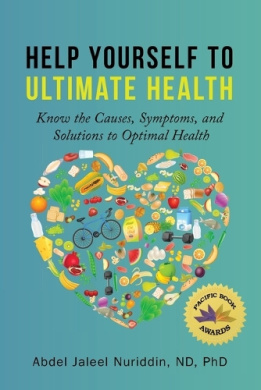 HELP YOURSELF TO
ULTIMATE HEALTH
Know the Causes, Symptoms, and
Solutions to Optimal Health
PACIFIC BOOK
AWARDS
Abdel Jaleel Nuriddin, ND, PhD